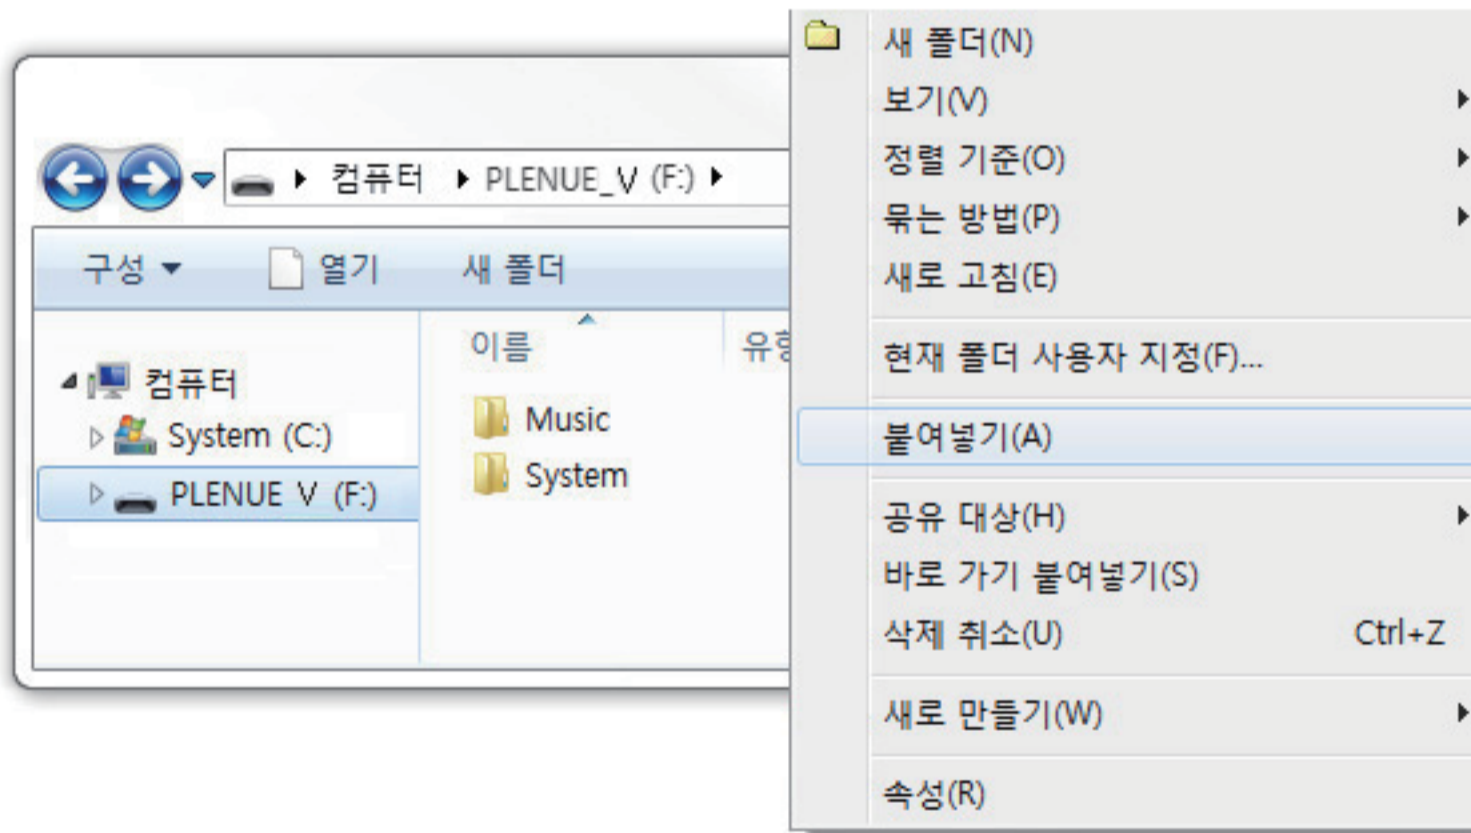 컴퓨터 PLENUE_V (F:)
구성 열기 새 폴더
이름
컴퓨터
System (C:)
PLENUE V (F:)
Music
System
새 폴더(N)
보기(V)
정렬 기준(O)
묶는 방법(P)
새로 고침(E)
현재 폴더 사용자 지정(F)...
붙여넣기(A)
공유 대상(H)
바로 가기 붙여넣기(S)
삭제 취소(U) Ctrl+Z
새로 만들기(W)
속성(R)